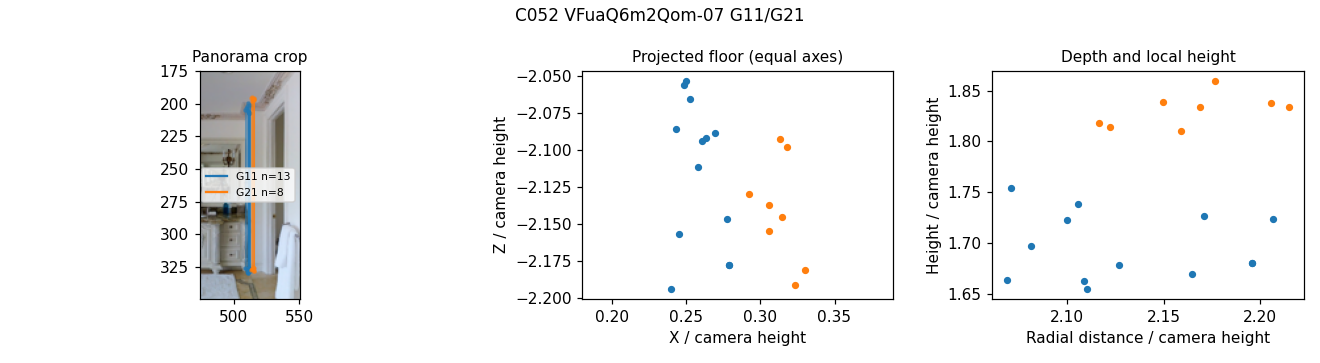 C052 VFuaQ6m2Qom-07 G11/G21
Panorama crop
175
200
225
250
275
300
325
500
550
G11 n=13
G21 n=8
Projected floor (equal axes)
Z / camera height
−2.050
−2.075
−2.100
−2.125
−2.150
−2.175
−2.200
0.20
0.25
0.30
0.35
X / camera height
Depth and local height
Height / camera height
1.85
1.80
1.75
1.70
1.65
2.10
2.15
2.20
Radial distance / camera height